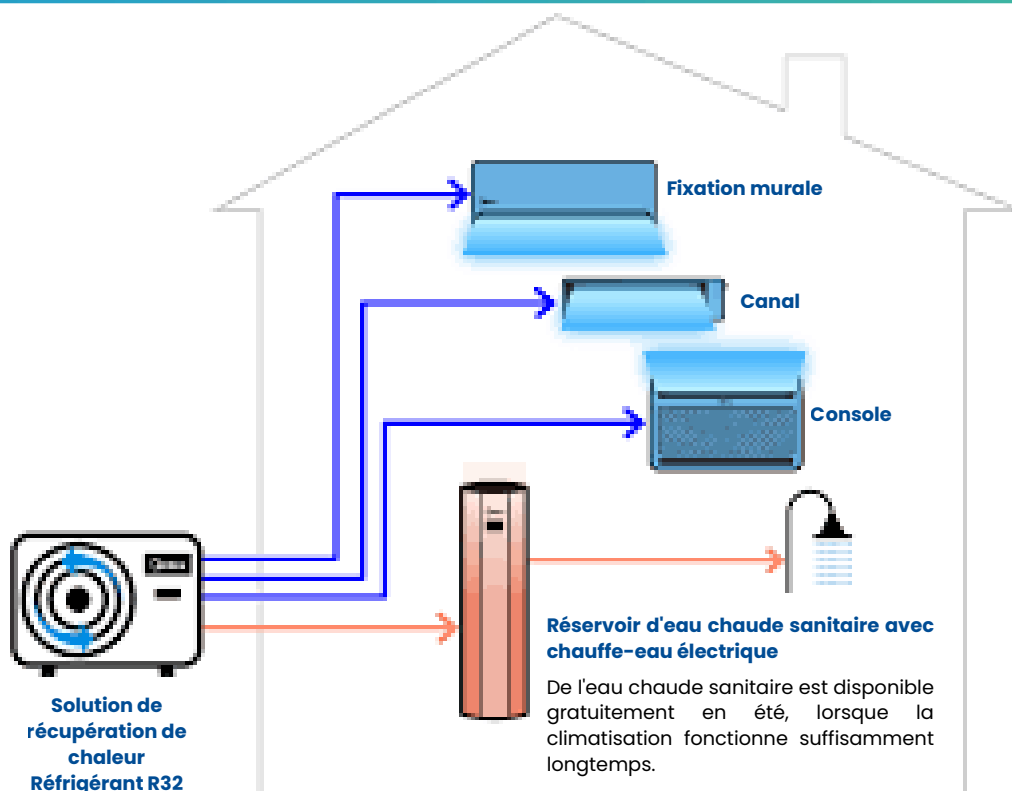 Fixation murale
Canal
Console
Réservoir d'eau chaude sanitaire avec
chauffe-eau électrique
De l'eau chaude sanitaire est disponible
gratuitement en été, lorsque la
climatisation fonctionne suffisamment
longtemps.
Solution de
récupération de
chaleur
Réfrigérant R32